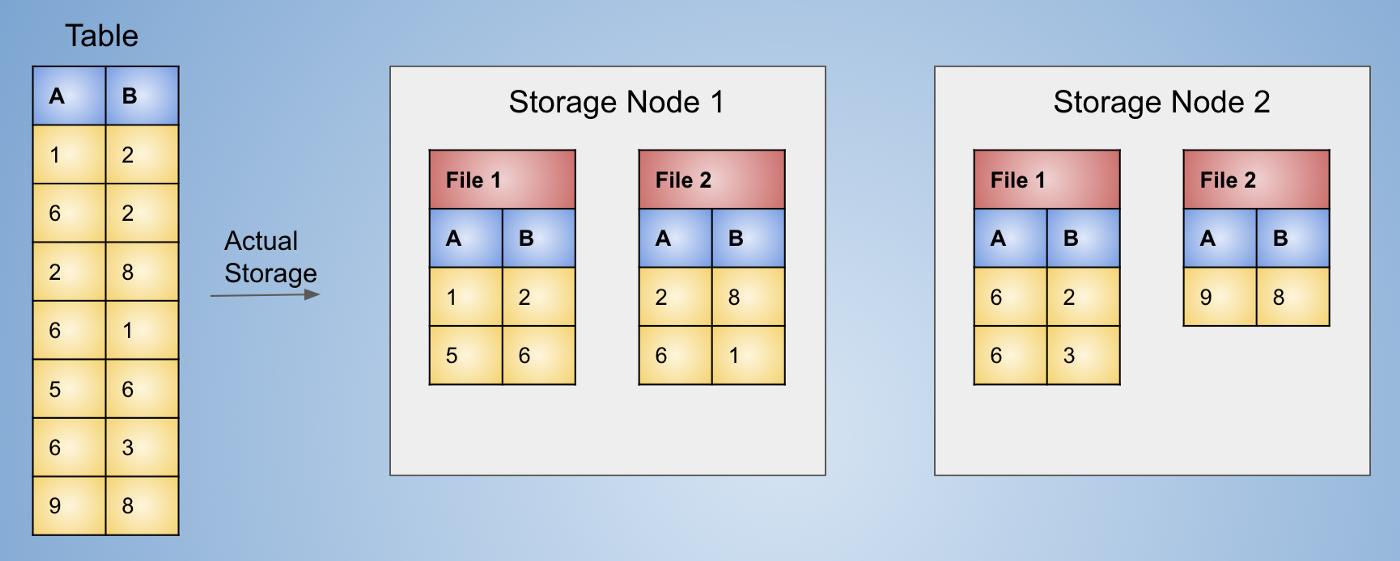 Table
A B
1 2
6 2
2 8
6 1
5 6
6 3
9 8
Actual
Storage
Storage Node 1
File 1
A B
1 2
5 6
File 2
A B
2 8
6 1
Storage Node 2
File 1
A B
6 2
6 3
File 2
A B
9 8